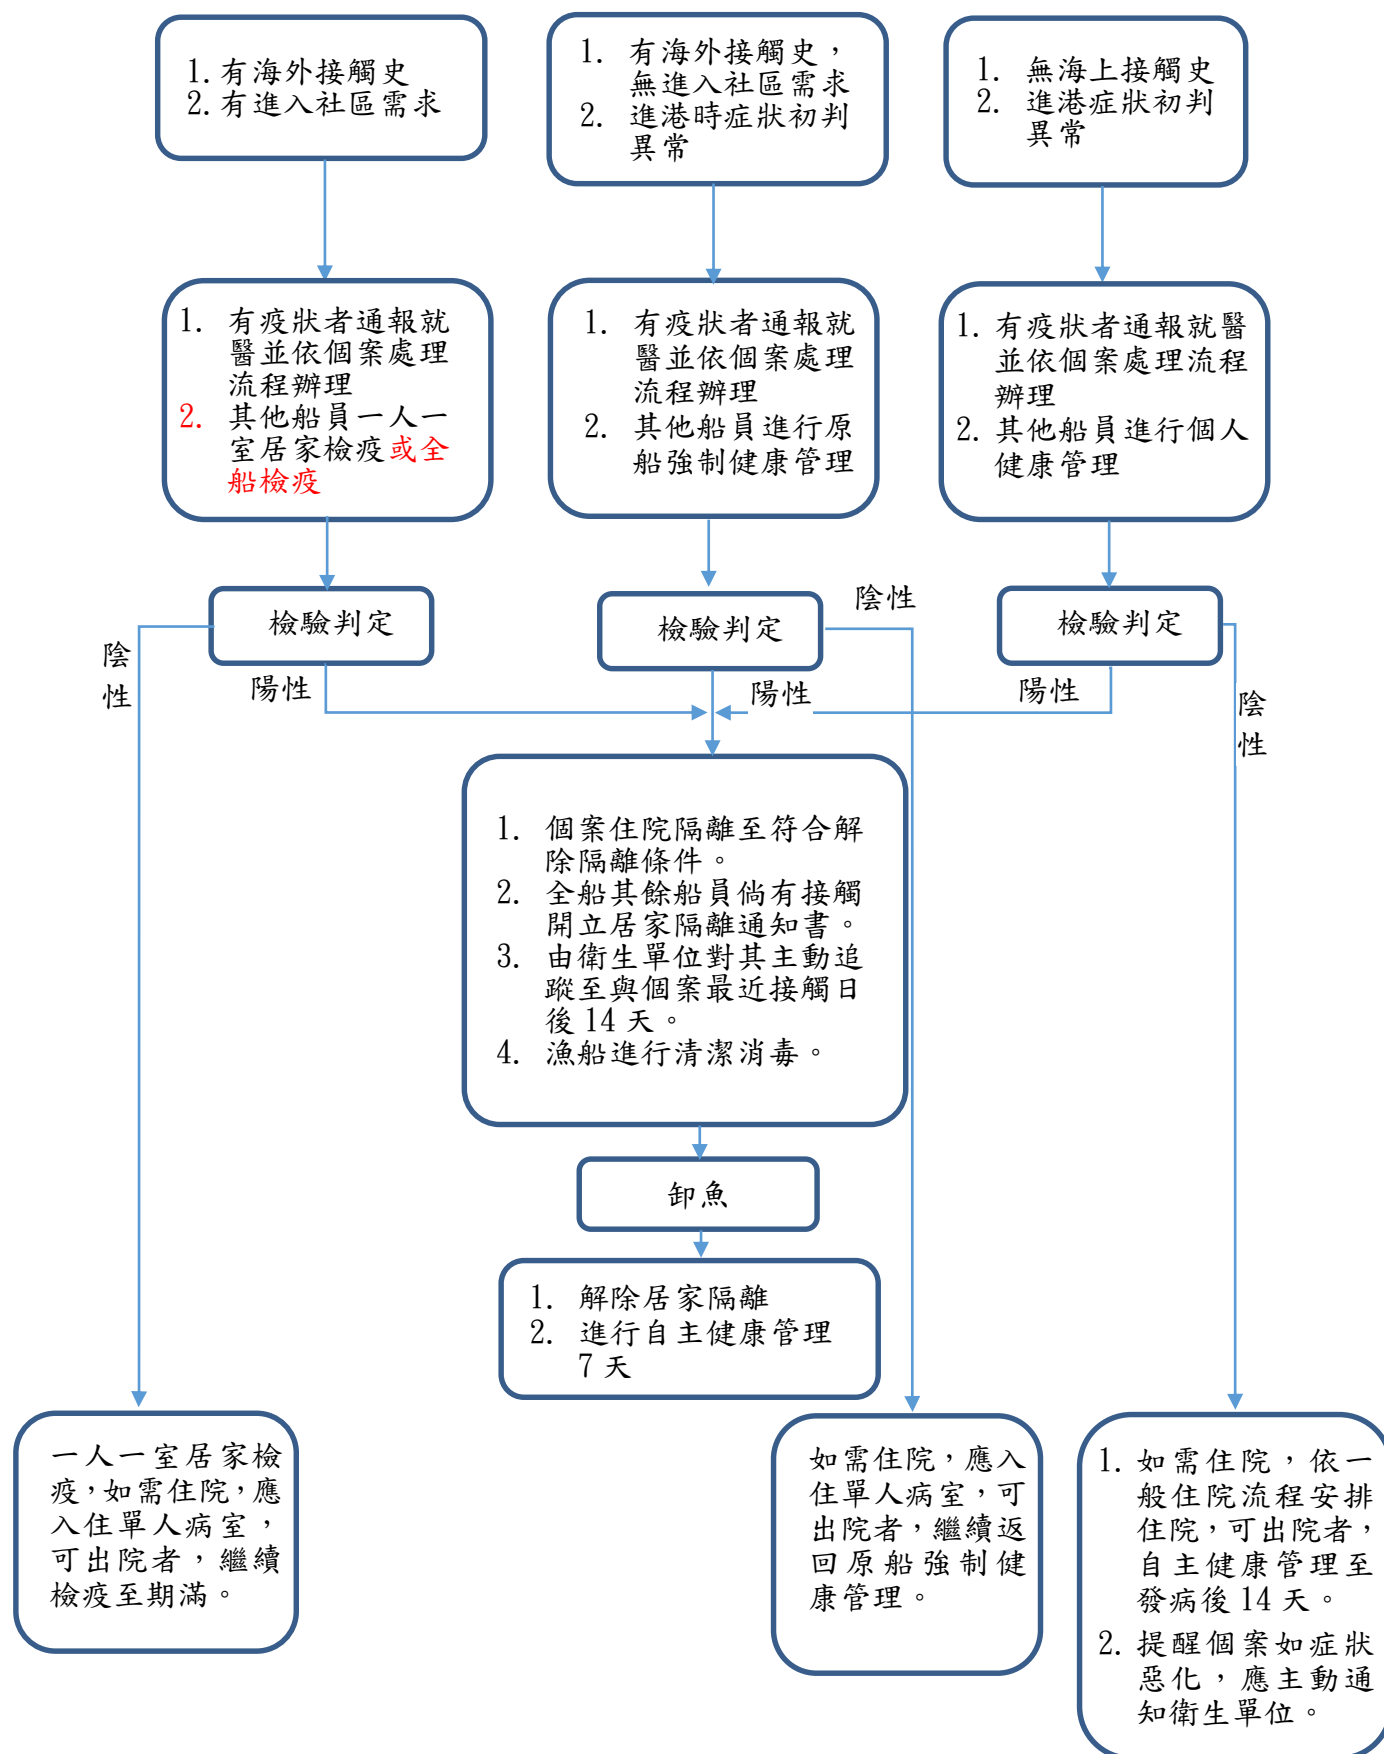 1. 有海外接觸史
2. 有進入社區需求
1. 有海外接觸史，
無進入社區需求
2. 進港時症狀初判
異常
1. 無海上接觸史
2. 進港症狀初判
異常
1. 有疫狀者通報就
醫並依個案處理
流程辦理
2. 其他船員一人一
室居家檢疫或全
船檢疫
1. 有疫狀者通報就
醫並依個案處理
流程辦理
2. 其他船員進行原
船強制健康管理
1. 有疫狀者通報就醫
並依個案處理流程
辦理
2. 其他船員進行個人
健康管理
檢驗判定
檢驗判定
檢驗判定
陰
性
陽性
陰性
陽性
陽性
陰
性
1. 個案住院隔離至符合解
除隔離條件。
2. 全船其餘船員倘有接觸
開立居家隔離通知書。
3. 由衛生單位對其主動追
蹤至與個案最近接觸日
後14天。
4. 漁船進行清潔消毒。
卸魚
1. 解除居家隔離
2. 進行自主健康管理
7天
一人一室居家檢
疫，如需住院，應
入住單人病室，
可出院者，繼續
檢疫至期滿。
如需住院，應入
住單人病室，可
出院者，繼續返
回原船強制健
康管理。
1. 如需住院，依一
般住院流程安排
住院，可出院者，
自主健康管理至
發病後14天。
2. 提醒個案如症狀
惡化，應主動通
知衛生單位。